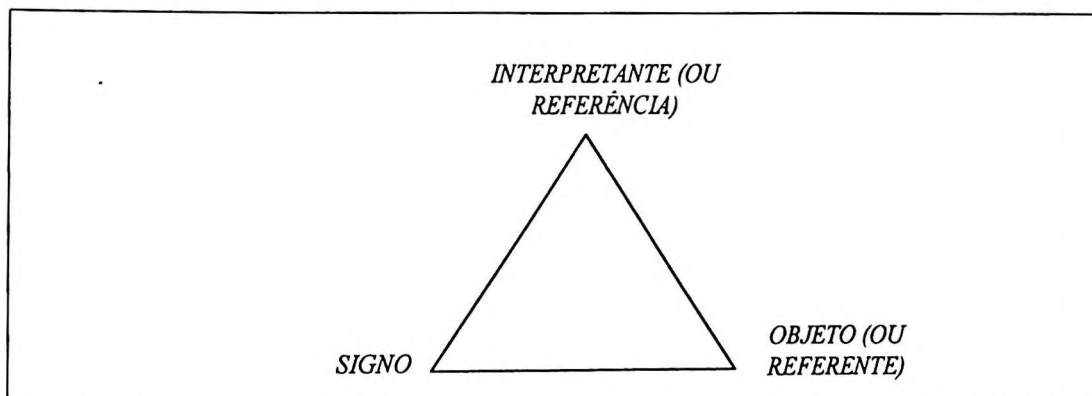 INTERPRETANTE (OU
REFERÊNCIA)
SIGNO
OBJETO (OU
REFERENTE)